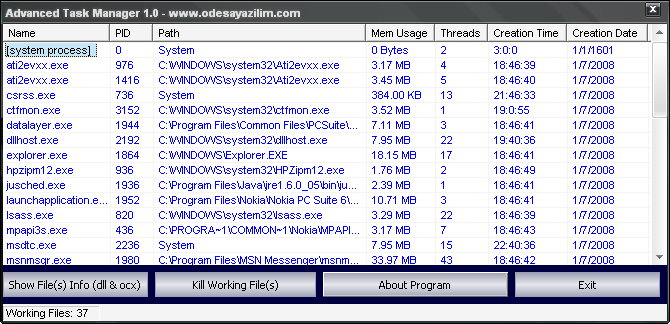 Advanced Task Manager 1.0 - www.odesayazilim.com
Name PID Path Mem Usage Threads Creation Time Creation Date
[system process] 0 System 0 Bytes 2 3:0:0 1/1/1601
ati2evxx.exe 976 C:\WINDOWS\system32\Ati2evxx.exe 3.17 MB 4 18:46:39 1/7/2008
ati2evxx.exe 1416 C:\WINDOWS\system32\Ati2evxx.exe 3.45 MB 5 18:46:40 1/7/2008
csrss.exe 736 System 384.00 KB 13 21:46:33 1/7/2008
ctfmon.exe 3152 C:\WINDOWS\system32\ctfmon.exe 3.92 MB 1 19:0:55 1/7/2008
datalayer.exe 1944 C:\Program Files\Common Files\PCSuite\... 7.11 MB 3 18:46:41 1/7/2008
dllhost.exe 2192 C:\WINDOWS\system32\dllhost.exe 7.95 MB 22 19:40:36 1/7/2008
explorer.exe 1864 C:\WINDOWS\Explorer.EXE 18.15 MB 17 18:46:41 1/7/2008
hpzipm12.exe 936 C:\WINDOWS\system32\HPZipm12.exe 1.76 MB 2 18:46:49 1/7/2008
jusched.exe 1936 C:\Program Files\Java\jre1.6.0_05\bin\ju... 2.39 MB 1 18:46:41 1/7/2008
launchapplication.e... 1952 C:\Program Files\Nokia\Nokia PC Suite 6\... 10.71 MB 3 18:46:41 1/7/2008
lsass.exe 820 C:\WINDOWS\system32\lsass.exe 3.29 MB 22 18:46:39 1/7/2008
mpapi3s.exe 436 C:\PROGRA~1\COMMON~1\Nokia\MPAPI... 3.17 MB 7 18:46:43 1/7/2008
msdtc.exe 2236 System 7.95 MB 15 22:40:36 1/7/2008
msnmsgr.exe 1980 C:\Program Files\MSN Messenger\msnm... 33.97 MB 43 18:46:42 1/7/2008
Show File(s) Info (dll & ocx) Kill Working File(s) About Program Exit
Working Files: 37